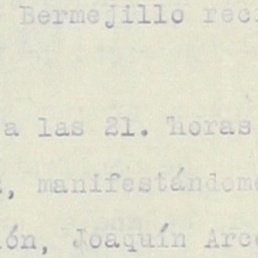 Bermejillo rec
a las 21. horas
, manifestándome
ón, Joaquín Arc